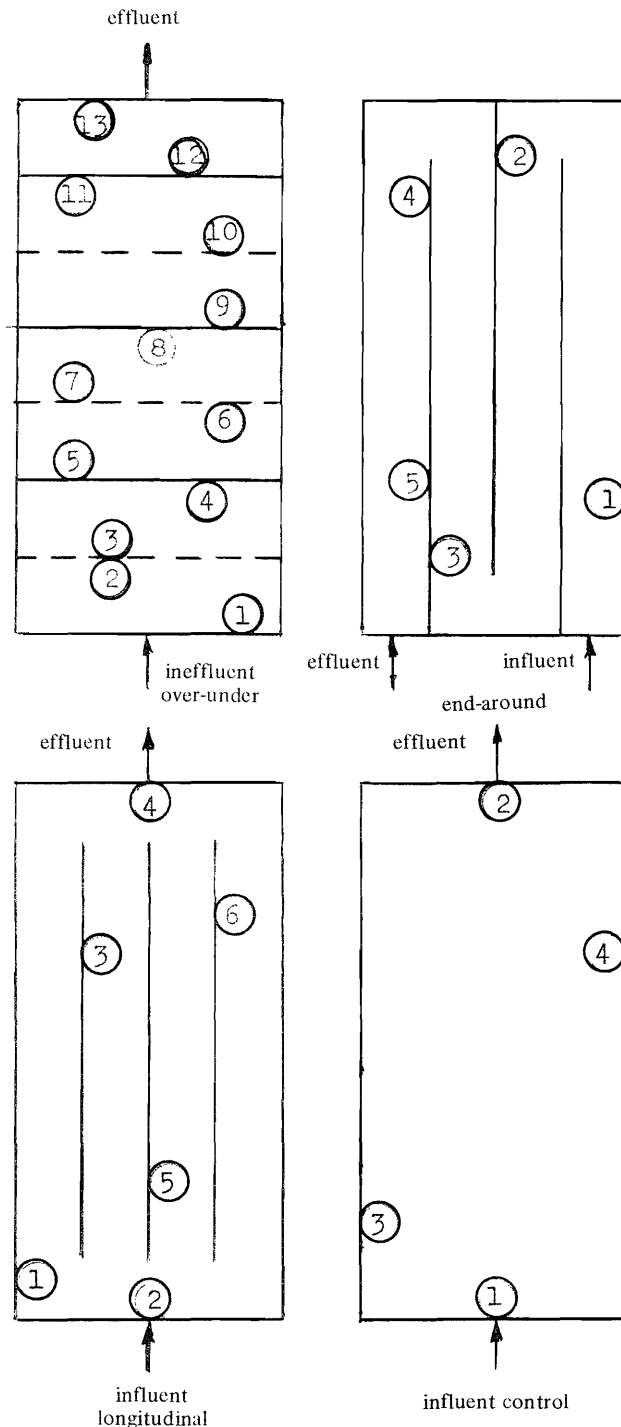 effluent
13
12
11
10
9
8
7
6
5
4
3
2
1
ineffluent
over-under
2
4
5
1
3
effluent
influent
end-around
effluent
4
6
3
5
1
2
influent
longitudinal
effluent
2
4
3
1
influent control